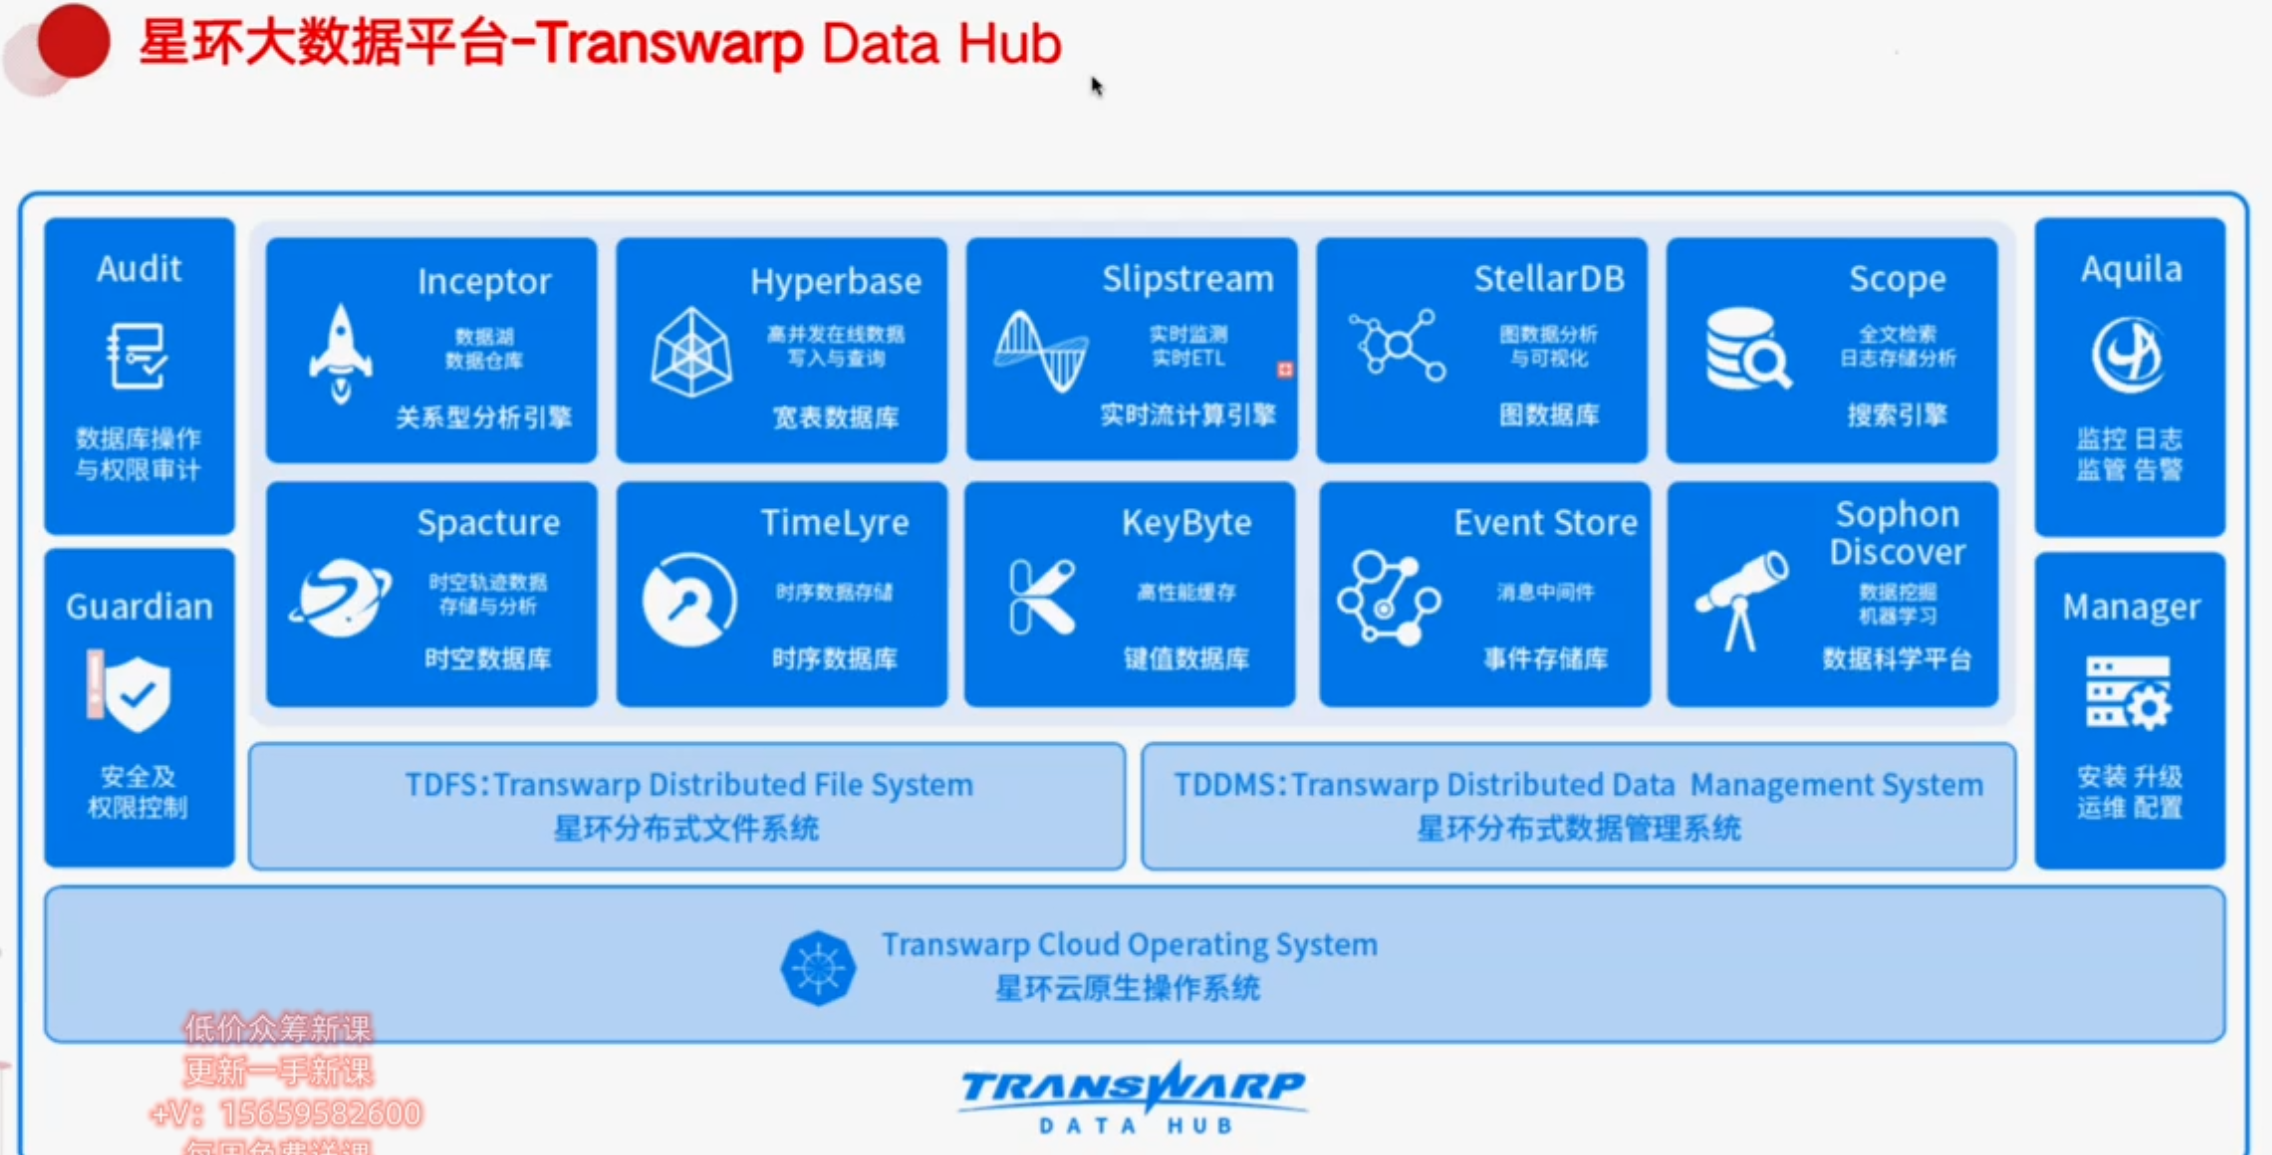 星环大数据平台-Transwarp Data Hub
Audit
数据库操作
与权限审计
Inceptor
数据湖
数据仓库
关系型分析引擎
Hyperbase
高并发在线数据
写入与查询
宽表数据库
Slipstream
实时监测
实时ETL
实时流计算引擎
StellarDB
图数据分析
与可视化
图数据库
Scope
全文检索
日志存储分析
搜索引擎
Aquila
监控 日志
监管 告警
Guardian
安全及
权限控制
Spacture
时空轨迹数据
存储与分析
时空数据库
TimeLyre
时序数据存储
时序数据库
KeyByte
高性能缓存
键值数据库
Event Store
消息中间件
事件存储库
Sophon
Discover
数据挖掘
机器学习
数据科学平台
Manager
安装 升级
运维 配置
TDFS:Transwarp Distributed File System
星环分布式文件系统
TDDMS:Transwarp Distributed Data Management System
星环分布式数据管理系统
Transwarp Cloud Operating System
星环云原生操作系统
低价众筹新课
更新一手新课
+V: 15659582600
TRANSWARP
DATA HUB